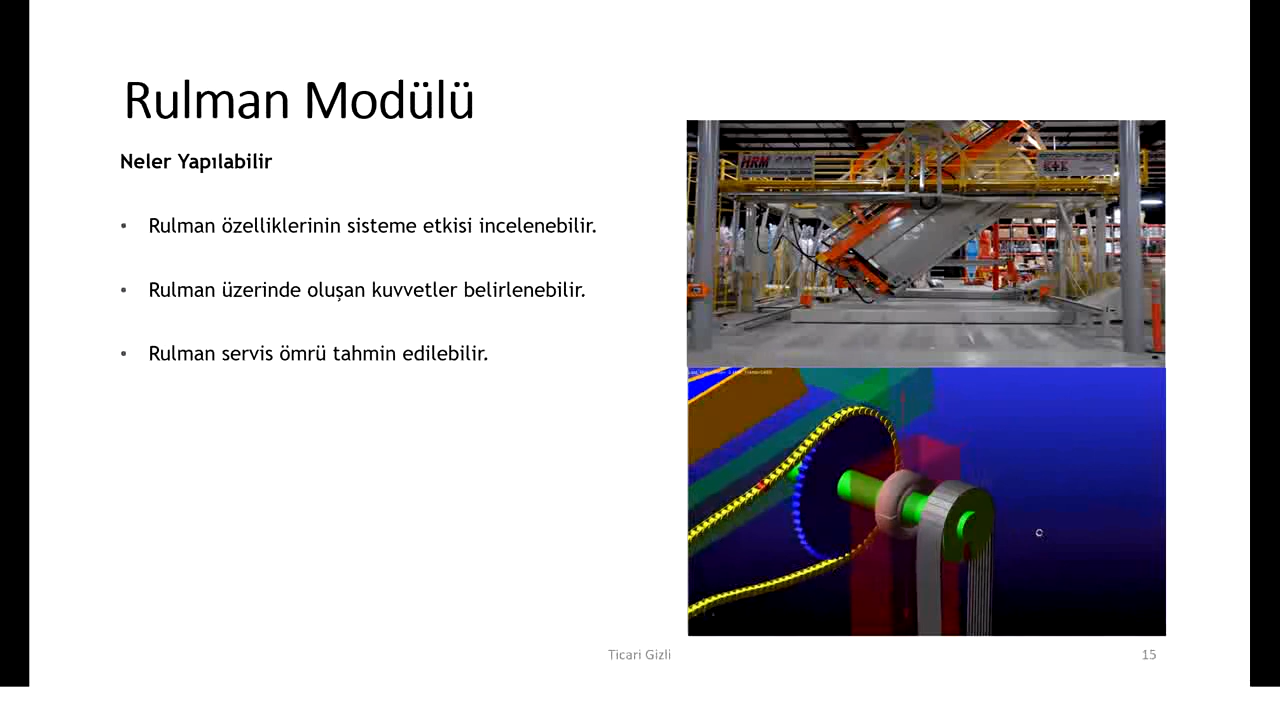 Rulman Modülü
Neler Yapılabilir
• Rulman özelliklerinin sisteme etkisi incelenebilir.
• Rulman üzerinde oluşan kuvvetler belirlenebilir.
• Rulman servis ömrü tahmin edilebilir.
HRM
Ticari Gizli
15